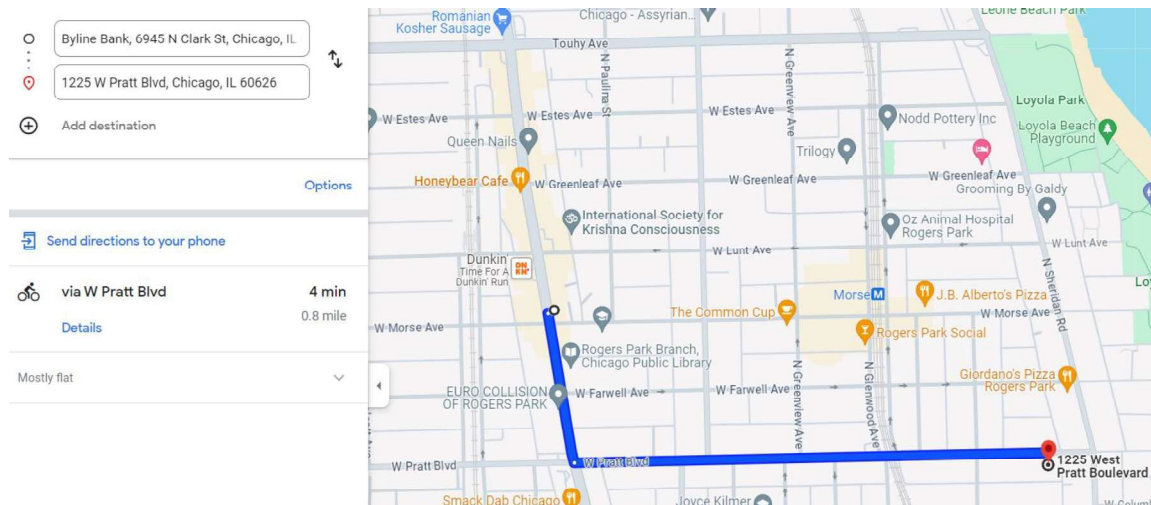 Byline Bank, 6945 N Clark St, Chicago, IL
1225 W Pratt Blvd, Chicago, IL 60626
Add destination
Options
Send directions to your phone
via W Pratt Blvd
4 min
0.8 mile
Details
Mostly flat
Romanian
Kosher Sausage
Chicago - Assyrian...
Leone Beach Park
Touhy Ave
N Paulina St
N Greenview Ave
W Estes Ave
W Estes Ave
W Estes Ave
Nodd Pottery Inc
Loyola Park
Loyola Beach
Playground
Queen Nails
Trilogy
Honeybear Cafe
W Greenleaf Ave
W Greenleaf Ave
W Greenleaf Ave
Grooming By Galdy
International Society for
Krishna Consciousness
Oz Animal Hospital
Rogers Park
W Lunt Ave
W Lunt Ave
N Sheridan Rd
Dunkin'
Time For A
Dunkin' Run
DN
KN'
Morse M
J.B. Alberto's Pizza
The Common Cup
W Morse Ave
W Morse Ave
Rogers Park Social
Rogers Park Branch,
Chicago Public Library
Giordano's Pizza
Rogers Park
EURO COLLISION
OF ROGERS PARK
W Farwell Ave
W Farwell Ave
N Greenview Ave
N Glenwood Ave
W Pratt Blvd
W Pratt Blvd
1225 West
Pratt Boulevard
Smack Dab Chicago
Joyce Kilmer